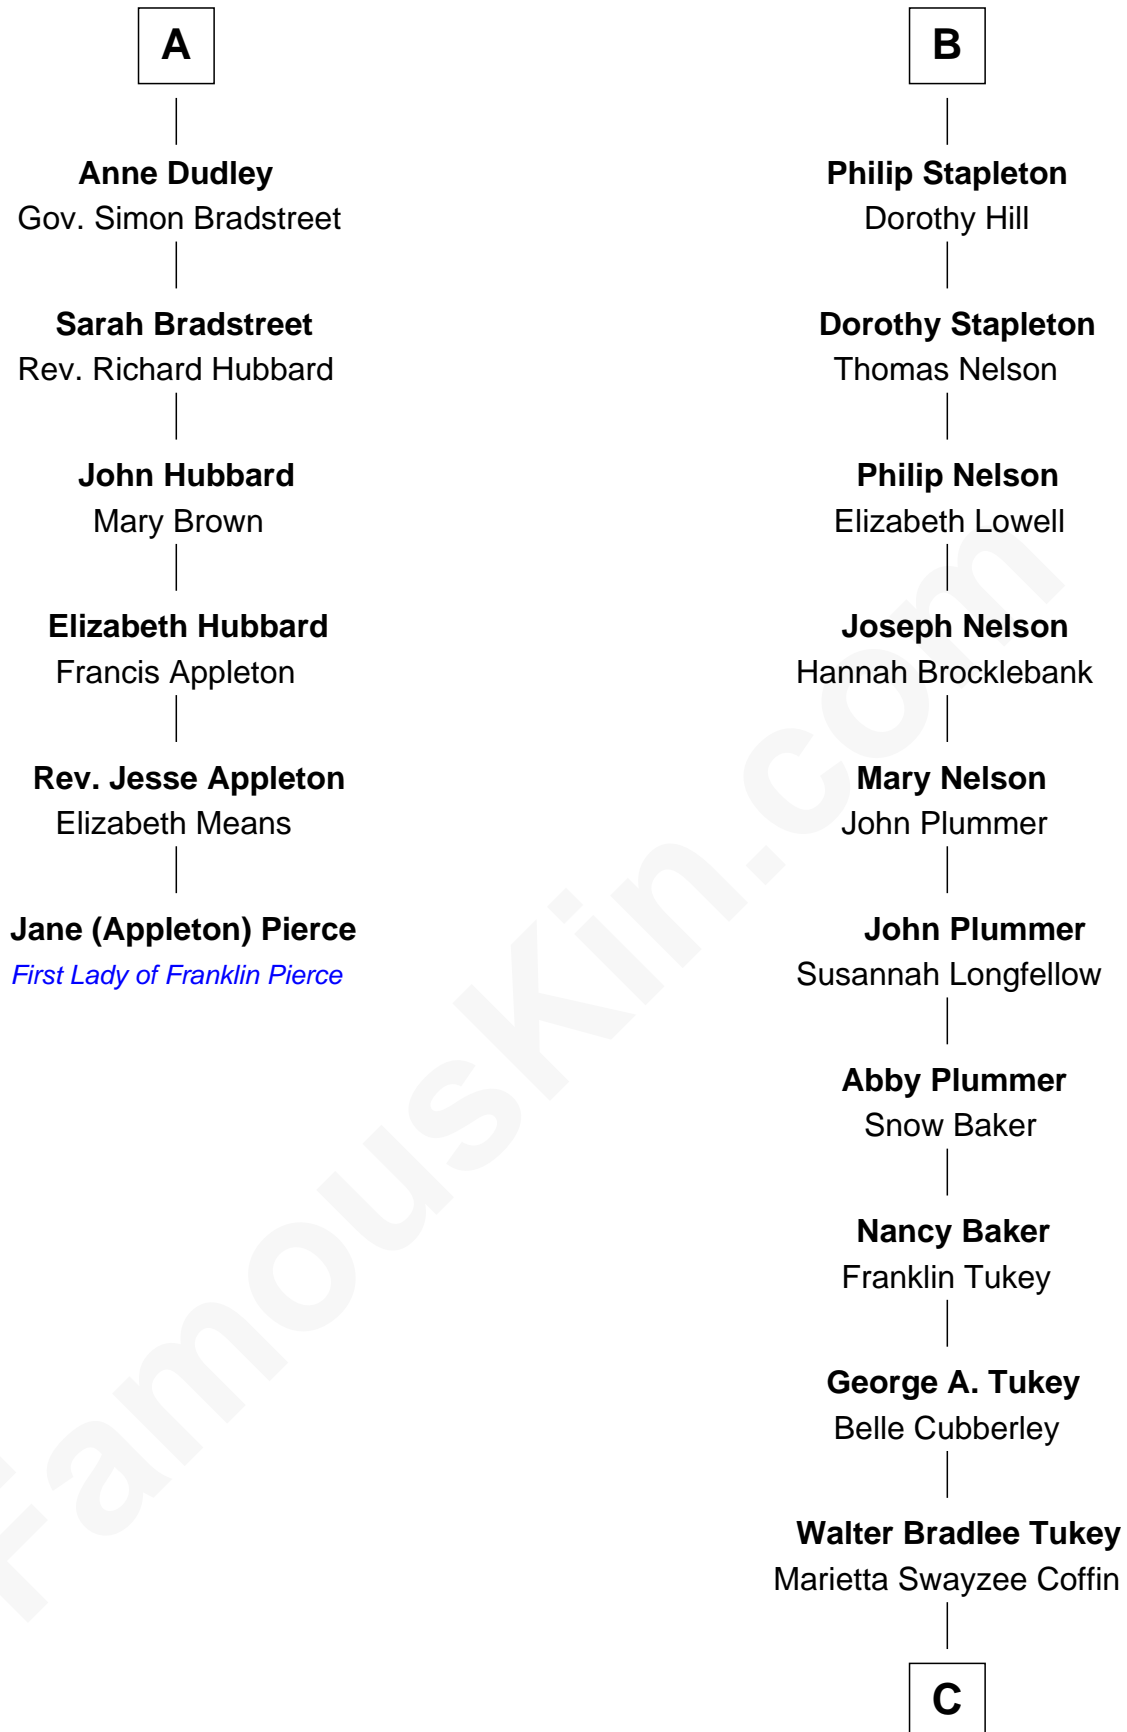 A
Anne Dudley
Gov. Simon Bradstreet
Sarah Bradstreet
Rev. Richard Hubbard
John Hubbard
Mary Brown
Elizabeth Hubbard
Francis Appleton
Rev. Jesse Appleton
Elizabeth Means
Jane (Appleton) Pierce
First Lady of Franklin Pierce
B
Philip Stapleton
Dorothy Hill
Dorothy Stapleton
Thomas Nelson
Philip Nelson
Elizabeth Lowell
Joseph Nelson
Hannah Brocklebank
Mary Nelson
John Plummer
John Plummer
Susannah Longfellow
Abby Plummer
Snow Baker
Nancy Baker
Franklin Tukey
George A. Tukey
Belle Cubberley
Walter Bradlee Tukey
Marietta Swayzee Coffin
C
FamousKin.com